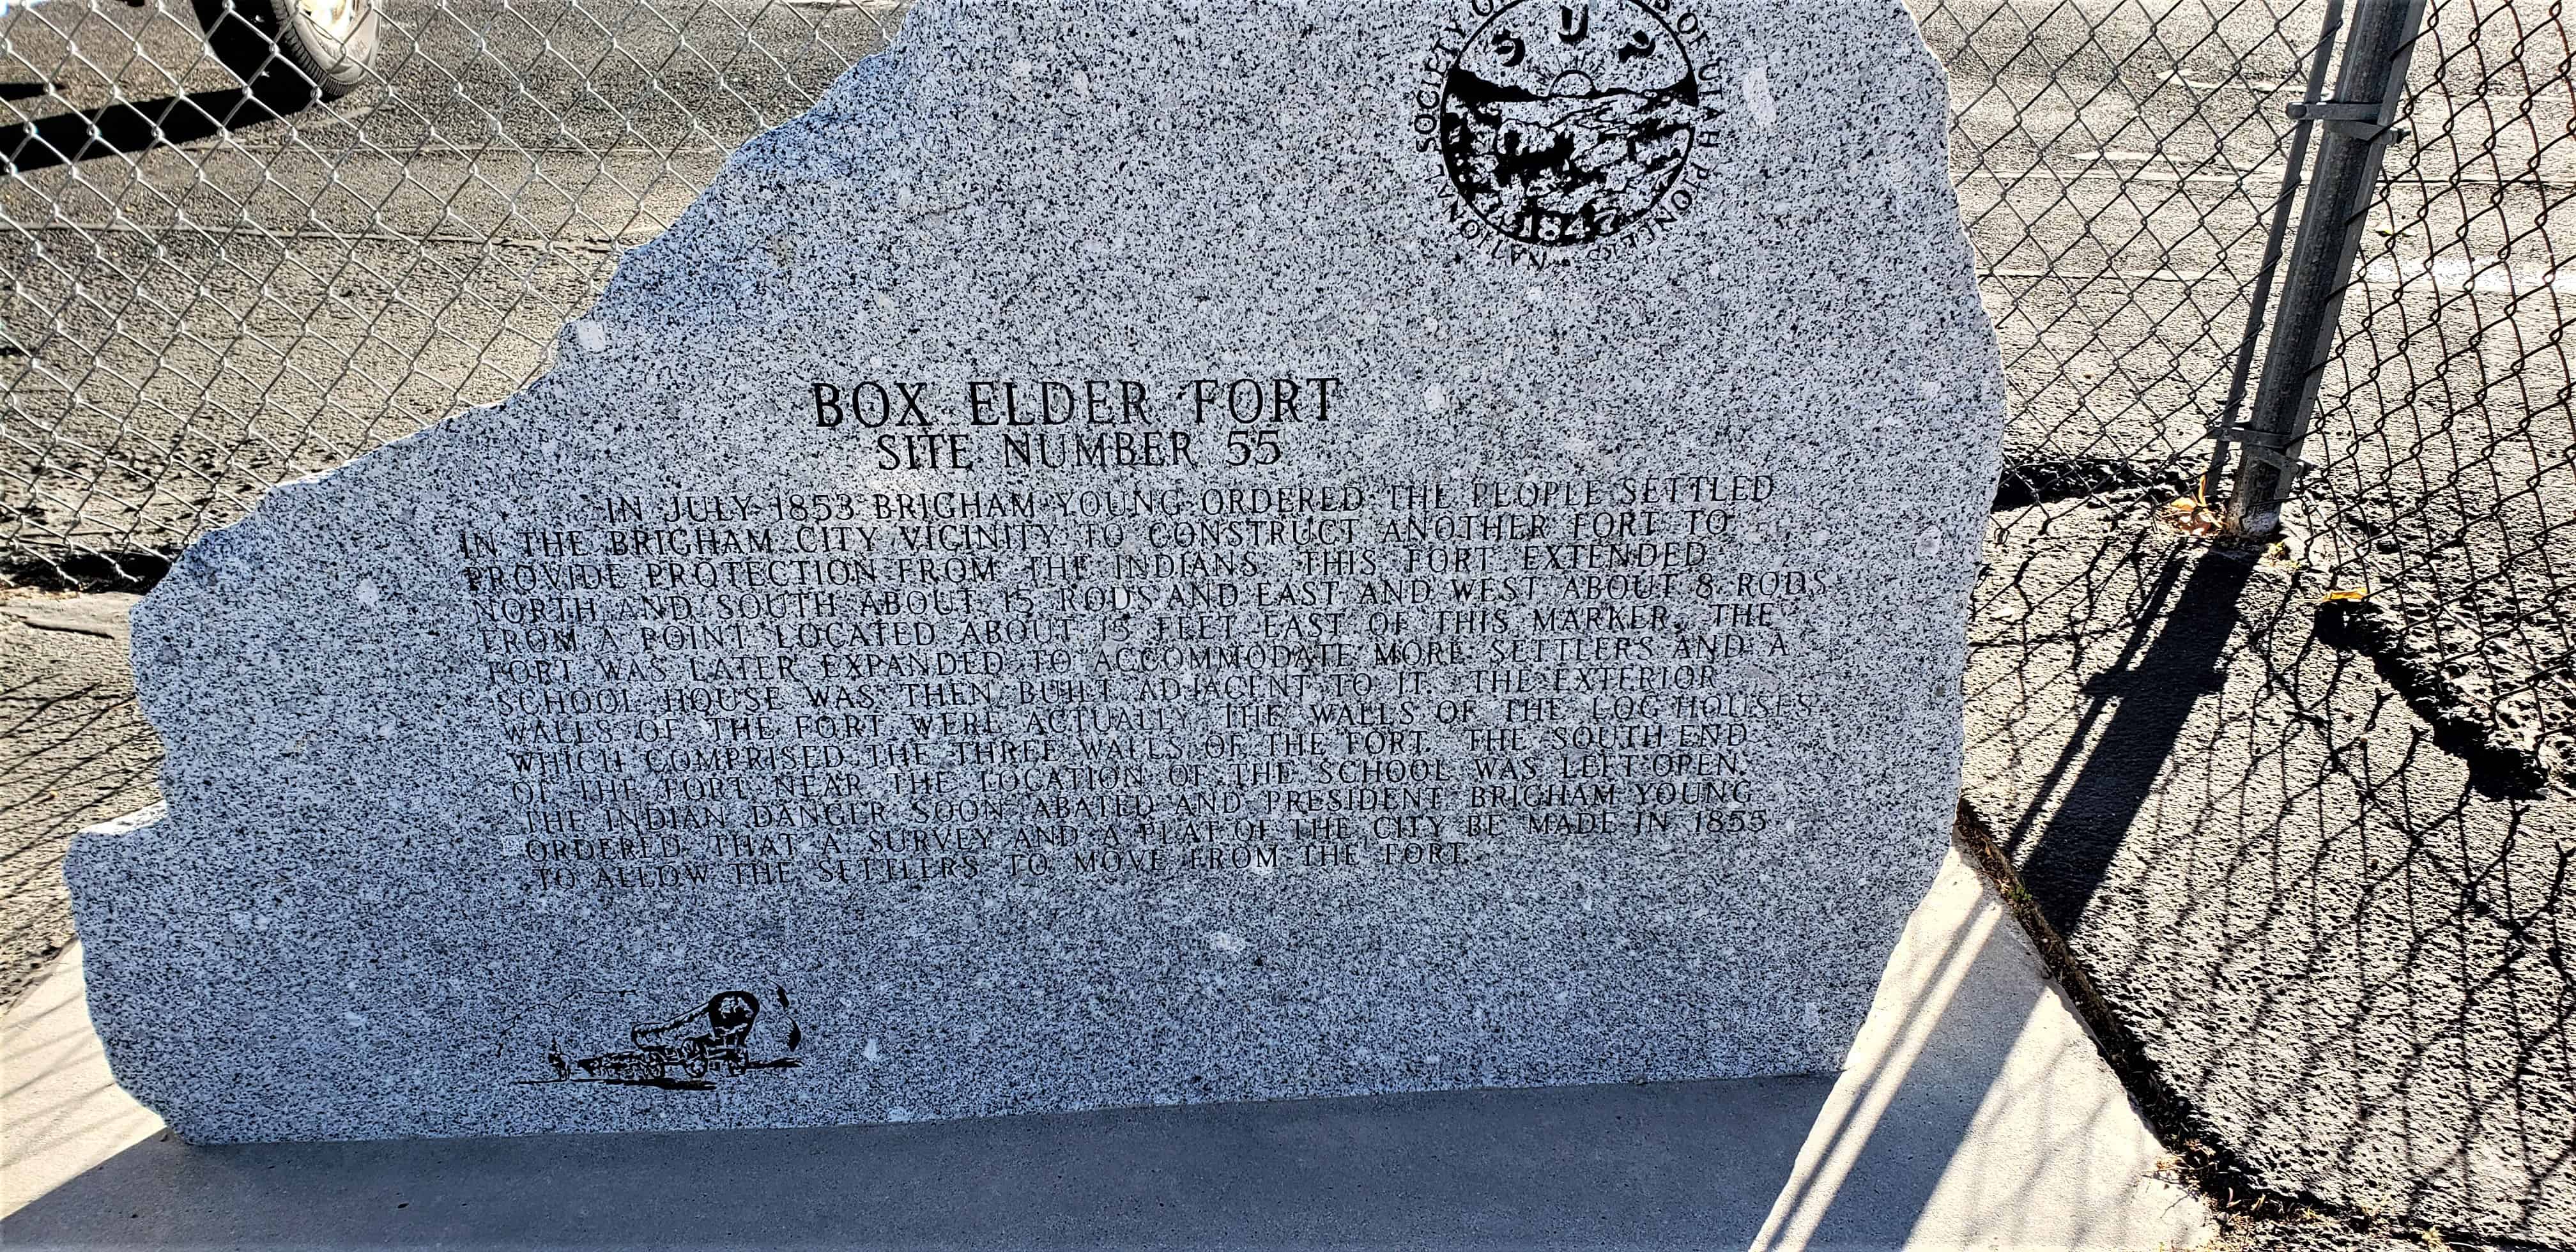 NATIONAL SOCIETY OF UTAH PIONEERS
1847
BOX ELDER FORT
SITE NUMBER 55
IN JULY 1853 BRIGHAM YOUNG ORDERED THE PEOPLE SETTLED
IN THE BRIGHAM CITY VICINITY TO CONSTRUCT ANOTHER FORT TO
PROVIDE PROTECTION FROM THE INDIANS. THIS FORT EXTENDED
NORTH AND SOUTH ABOUT 15 RODS AND EAST AND WEST ABOUT 8 RODS
FROM A POINT LOCATED ABOUT 15 FEET EAST OF THIS MARKER. THE
FORT WAS LATER EXPANDED TO ACCOMMODATE MORE SETTLERS AND A
SCHOOL HOUSE WAS THEN BUILT ADJACENT TO IT. THE EXTERIOR
WALLS OF THE FORT WERE ACTUALLY THE WALLS OF THE LOG HOUSES
WHICH COMPRISED THE THREE WALLS OF THE FORT. THE SOUTH END
OF THE FORT NEAR THE LOCATION OF THE SCHOOL WAS LEFT OPEN.
THE INDIAN DANGER SOON ABATED AND PRESIDENT BRIGHAM YOUNG
ORDERED THAT A SURVEY AND A PLAT OF THE CITY BE MADE IN 1855
TO ALLOW THE SETTLERS TO MOVE FROM THE FORT.